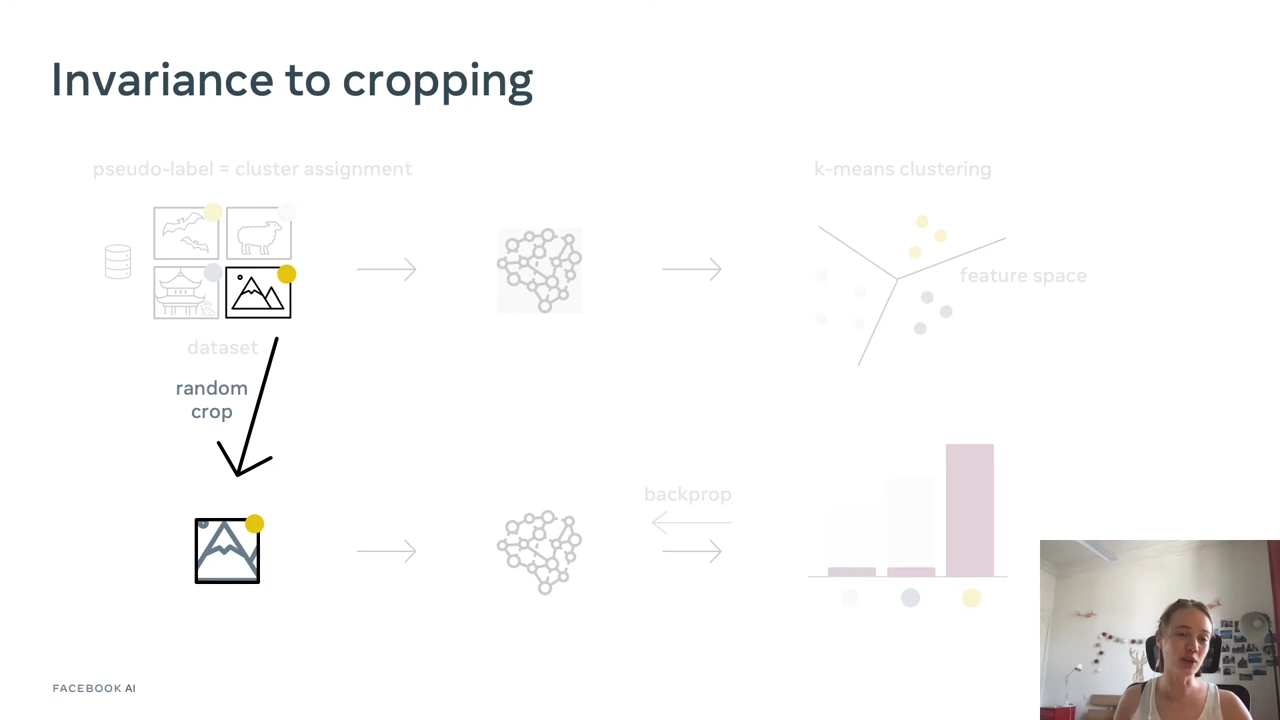 Invariance to cropping
pseudo-label = cluster assignment
k-means clustering
feature space
dataset
random
crop
backprop
FACEBOOK AI